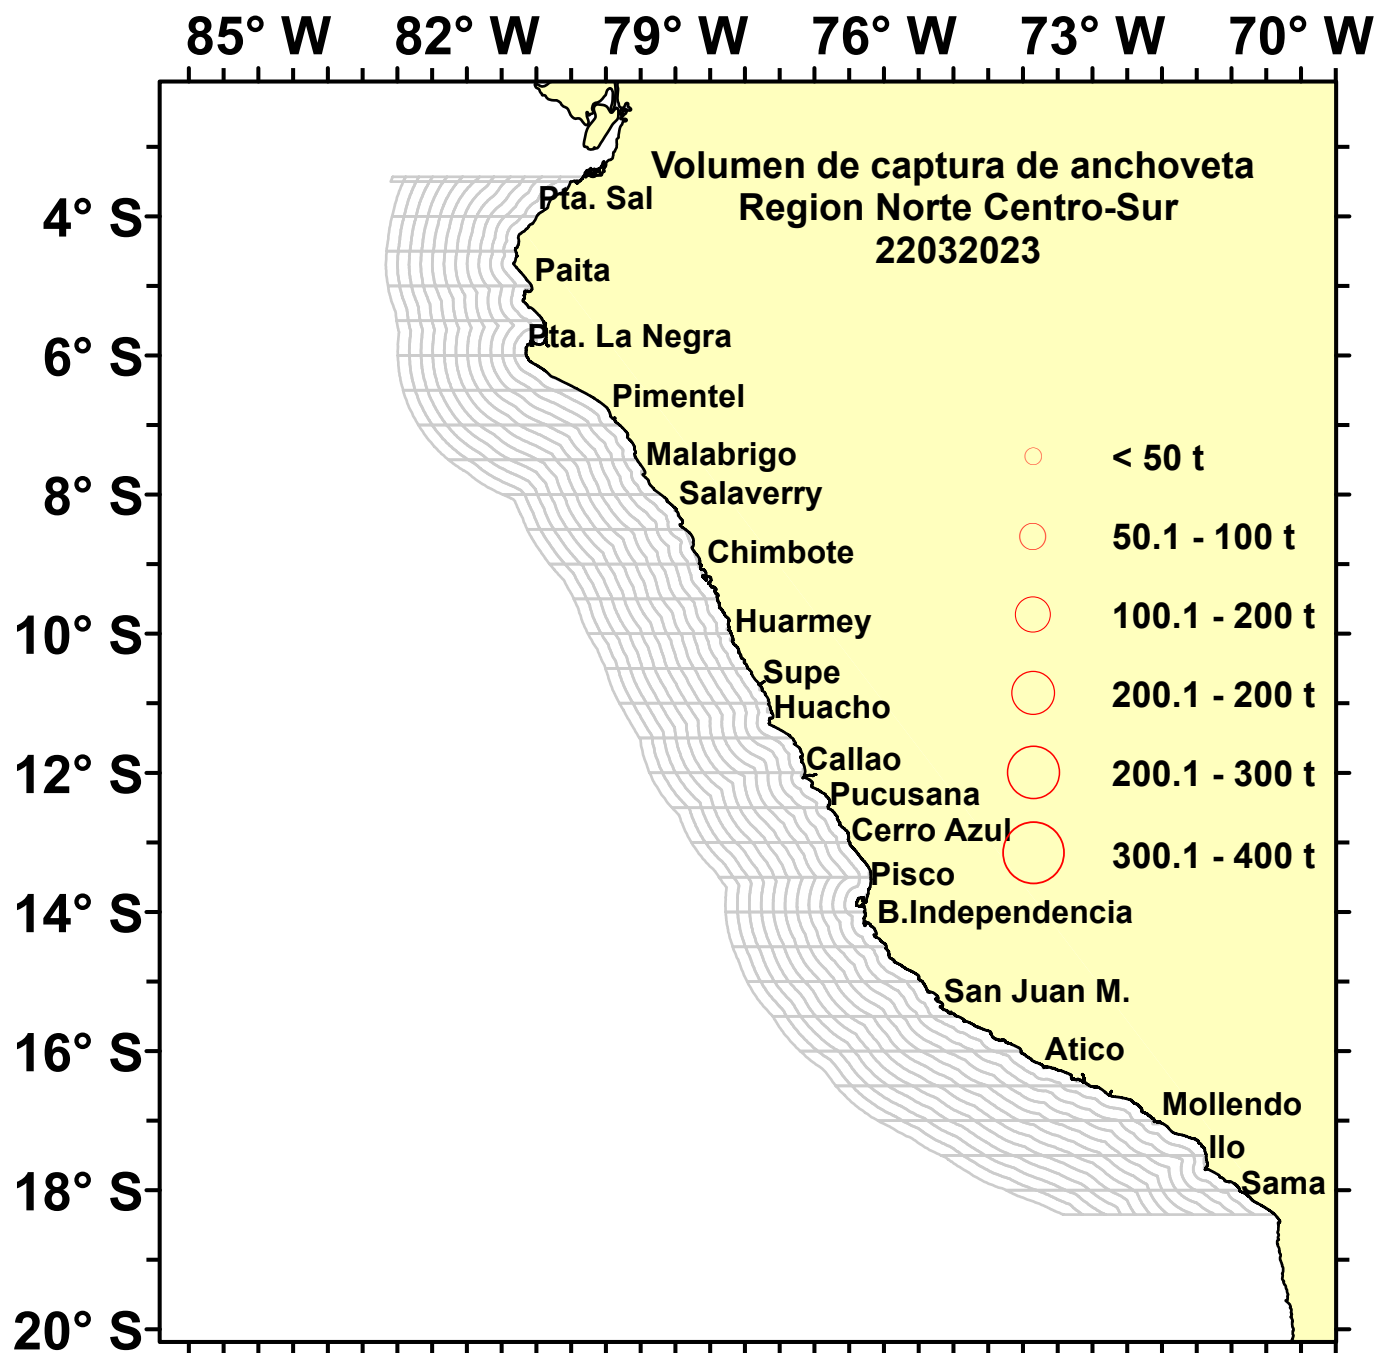 85° W 82° W 79° W 76° W 73° W 70° W
Volumen de captura de anchoveta
Region Norte Centro-Sur
22032023
4° S
6° S
8° S
10° S
12° S
14° S
16° S
18° S
20° S
Pta. Sal
Paita
Pta. La Negra
Pimentel
Malabrigo
Salaverry
Chimbote
Huarmey
Supe
Huacho
Callao
Pucusana
Cerro Azul
Pisco
B.Independencia
San Juan M.
Atico
Mollendo
Ilo
Sama
< 50 t
50.1 - 100 t
100.1 - 200 t
200.1 - 200 t
200.1 - 300 t
300.1 - 400 t